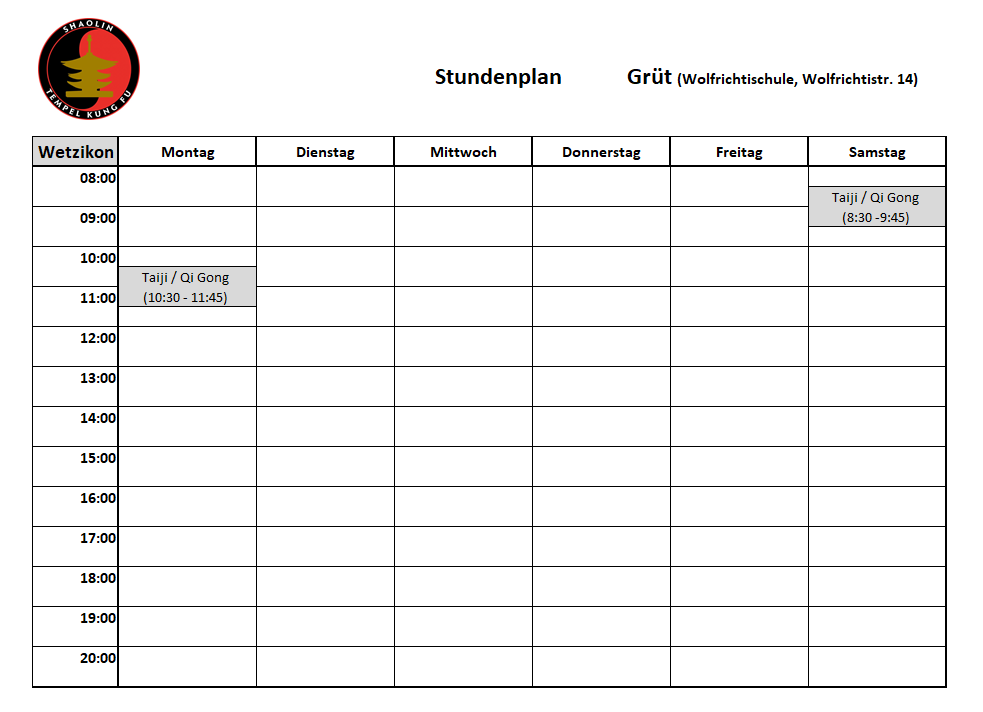 SHAOLIN
TEMPEL KUNG FU
Stundenplan Grüt (Wolfrichtischule, Wolfrichtistr. 14)
Wetzikon Montag Dienstag Mittwoch Donnerstag Freitag Samstag
08:00
Taiji / Qi Gong
09:00 (8:30 -9:45)
10:00
Taiji / Qi Gong
11:00 (10:30 - 11:45)
12:00
13:00
14:00
15:00
16:00
17:00
18:00
19:00
20:00